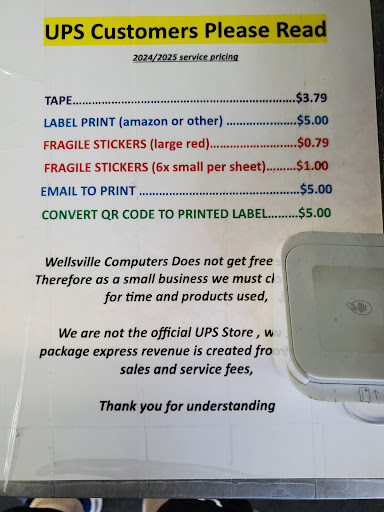 UPS Customers Please Read
2024/2025 service pricing
TAPE.................................................................$3.79
LABEL PRINT (amazon or other) .....................$5.00
FRAGILE STICKERS (large red).........................$0.79
FRAGILE STICKERS (6x small per sheet).........$1.00
EMAIL TO PRINT ..............................................$5.00
CONVERT QR CODE TO PRINTED LABEL.........$5.00
Wellsville Computers Does not get free
Therefore as a small business we must
for time and products used,
We are not the official UPS Store ,
package express revenue is created
sales and service fees,
Thank you for understanding